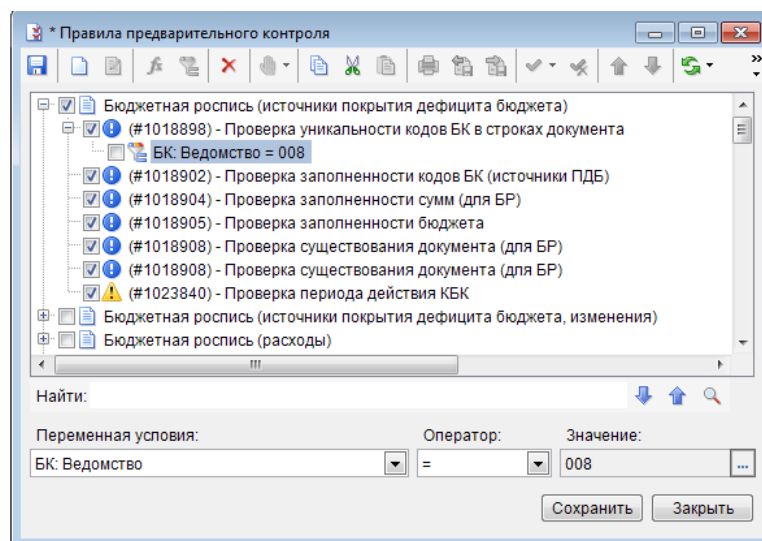 * Правила предварительного контроля
Бюджетная роспись (источники покрытия дефицита бюджета)
(#1018898) - Проверка уникальности кодов БК в строках документа
БК: Ведомство = 008
(#1018902) - Проверка заполненности кодов БК (источники ПДБ)
(#1018904) - Проверка заполненности сумм (для БР)
(#1018905) - Проверка заполненности бюджета
(#1018908) - Проверка существования документа (для БР)
(#1018908) - Проверка существования документа (для БР)
(#1023840) - Проверка периода действия КБК
Бюджетная роспись (источники покрытия дефицита бюджета, изменения)
Бюджетная роспись (расходы)
Найти:
Переменная условия: Оператор: Значение:
БК: Ведомство = 008 ...
Сохранить Закрыть